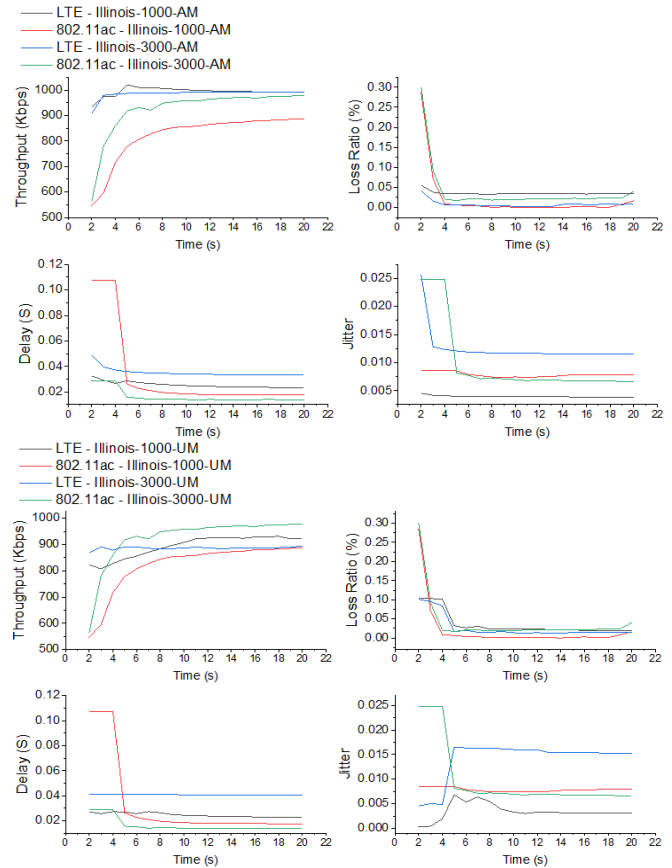 LTE - Illinois-1000-AM
802.11ac - Illinois-1000-AM
LTE - Illinois-3000-AM
802.11ac - Illinois-3000-AM
Throughput (Kbps)
1000
900
800
700
600
500
0 2 4 6 8 10 12 14 16 18 20 22
Time (s)
Loss Ratio (%)
0.30
0.25
0.20
0.15
0.10
0.05
0.00
0 2 4 6 8 10 12 14 16 18 20 22
Time (s)
Delay (S)
0.12
0.10
0.08
0.06
0.04
0.02
0 2 4 6 8 10 12 14 16 18 20 22
Time (s)
Jitter
0.025
0.020
0.015
0.010
0.005
0 2 4 6 8 10 12 14 16 18 20 22
Time (s)
LTE - Illinois-1000-UM
802.11ac - Illinois-1000-UM
LTE - Illinois-3000-UM
802.11ac - Illinois-3000-UM
Throughput (Kbps)
1000
900
800
700
600
500
0 2 4 6 8 10 12 14 16 18 20 22
Time (s)
Loss Ratio (%)
0.30
0.25
0.20
0.15
0.10
0.05
0.00
0 2 4 6 8 10 12 14 16 18 20 22
Time (s)
Delay (S)
0.12
0.10
0.08
0.06
0.04
0.02
0 2 4 6 8 10 12 14 16 18 20 22
Time (s)
Jitter
0.025
0.020
0.015
0.010
0.005
0.000
0 2 4 6 8 10 12 14 16 18 20 22
Time (s)